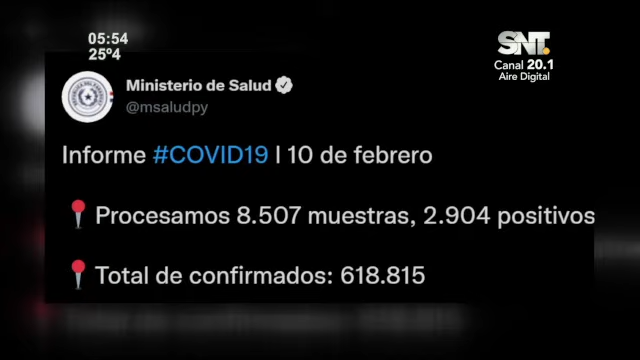 05:54
25°4
SNT.
Canal 20.1
Aire Digital
Ministerio de Salud
@msaludpy
Informe #COVID19 I 10 de febrero
Procesamos 8.507 muestras, 2.904 positivos
Total de confirmados: 618.815